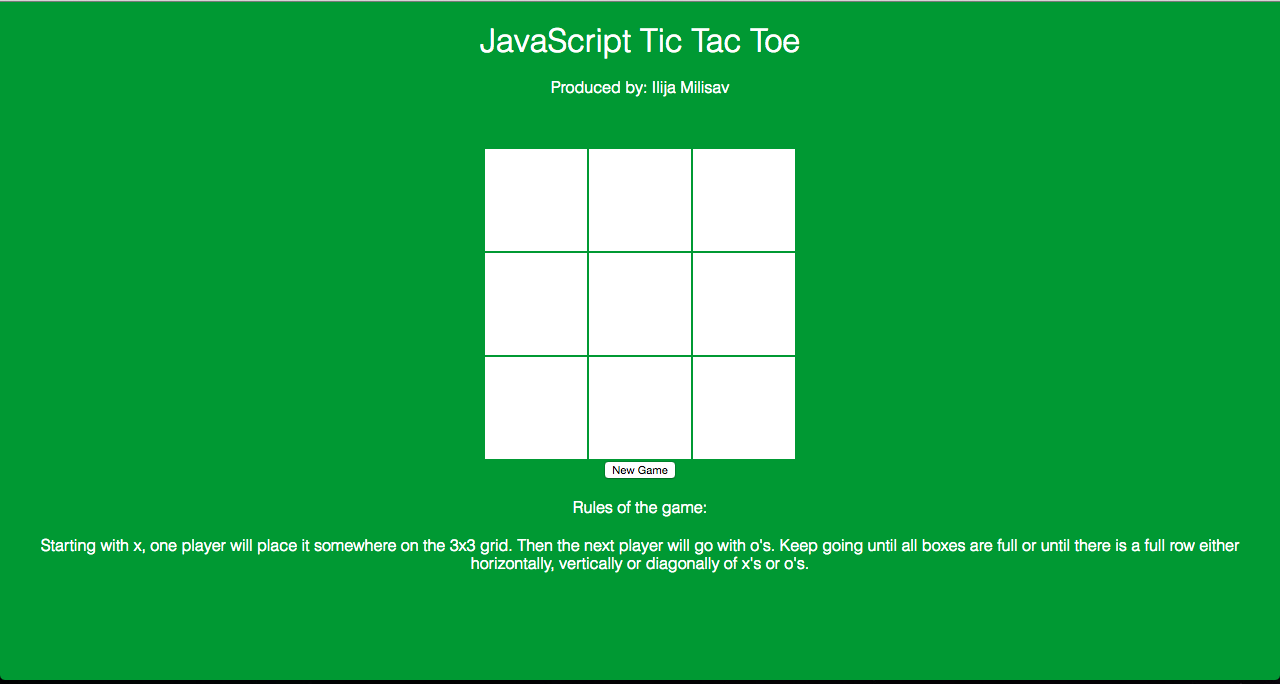 JavaScript Tic Tac Toe
Produced by: Ilija Milisav
New Game
Rules of the game:
Starting with x, one player will place it somewhere on the 3x3 grid. Then the next player will go with o's. Keep going until all boxes are full or until there is a full row either
horizontally, vertically or diagonally of x's or o's.